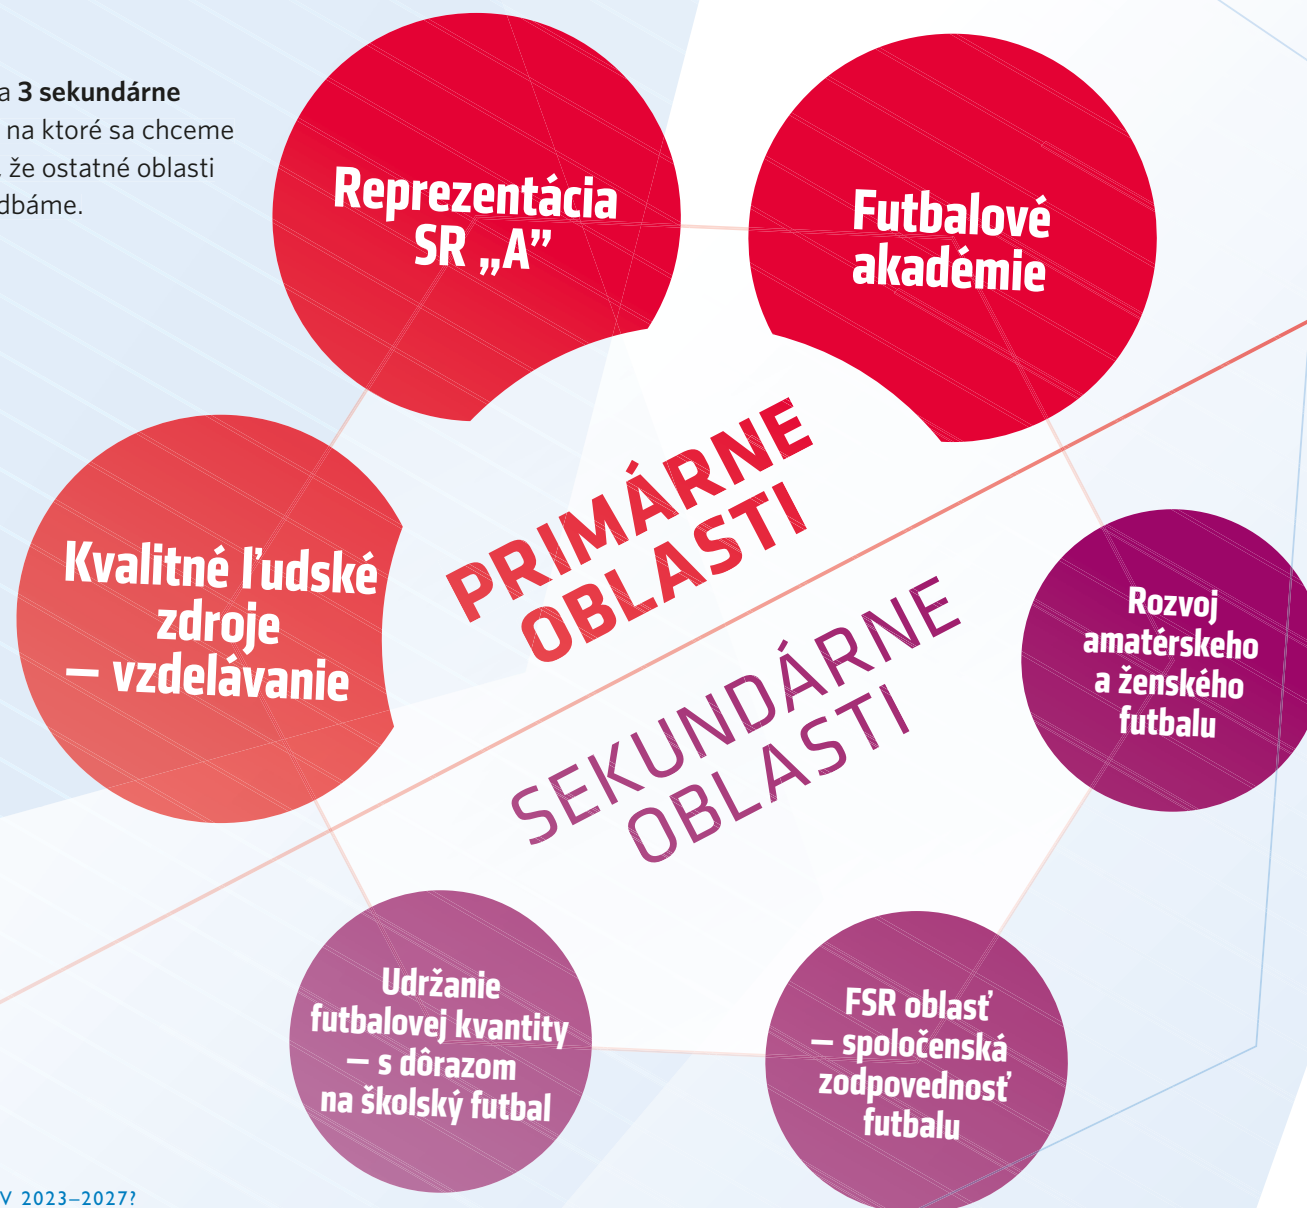 a 3 sekundárne
na ktoré sa chceme
že ostatné oblasti
dbáme.
Reprezentácia
SR „A”
Futbalové
akadémie
Kvalitné ľudské
zdroje
— vzdelávanie
PRIMÁRNE
OBLASTI
SEKUNDÁRNE
OBLASTI
Rozvoj
amatérskeho
a ženského
futbalu
Udržanie
futbalovej kvantity
— s dôrazom
na školský futbal
FSR oblasť
— spoločenská
zodpovednosť
futbalu
V 2023–2027?